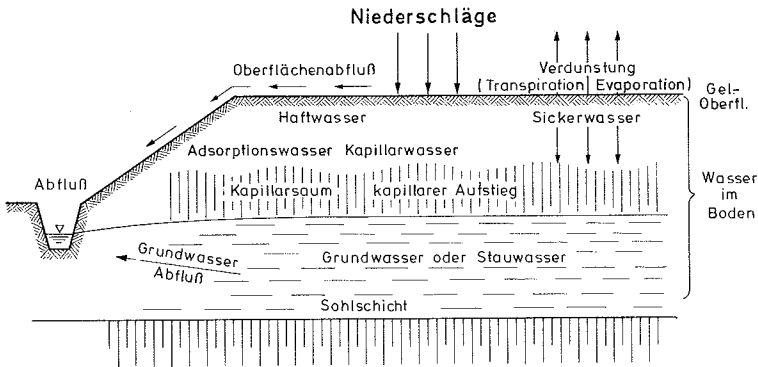 Niederschläge
Oberflächenabfluß
Verdunstung
(Transpiration Evaporation)
Gel.-
Oberfl.
Haftwasser
Sickerwasser
Adsorptionswasser Kapillarwasser
Abfluß
Kapillarsaum
kapillarer Aufstieg
Wasser
im
Boden
Grundwasser
Abfluß
Grundwasser oder Stauwasser
Sohlschicht